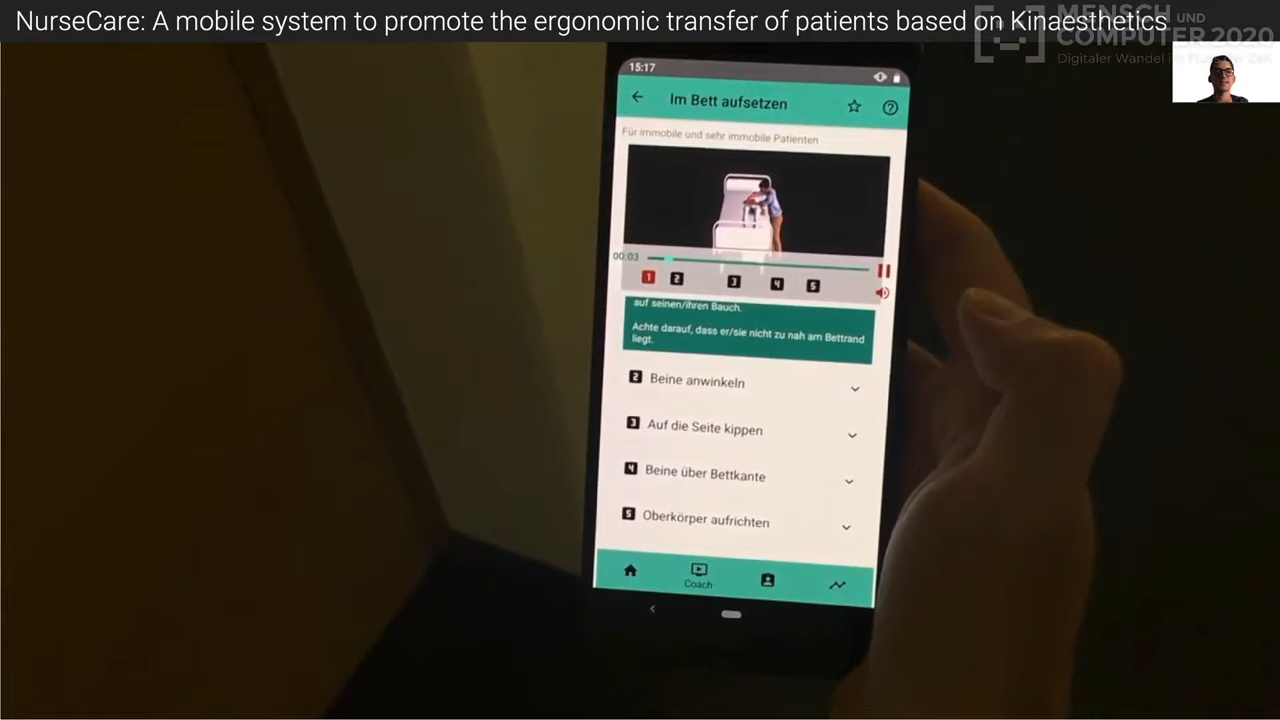 NurseCare: A mobile system to promote the ergonomic transfer of patients based on Kinaesthetics
MENSCH UND
COMPUTER 2020
Digitaler Wandel im
15:17
Im Bett aufsetzen
Für immobile und sehr immobile Patienten
00:03
1 2 3 4 5
auf seinen/ihren Bauch.
Achte darauf, dass er/sie nicht zu nah am Bettrand
liegt.
2 Beine anwinkeln
3 Auf die Seite kippen
4 Beine über Bettkante
5 Oberkörper aufrichten
Coach